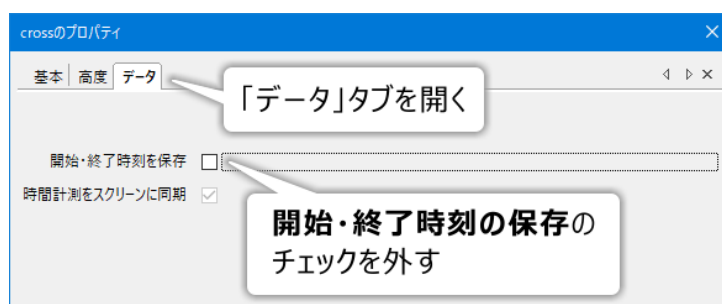 crossのプロパティ
基本 高度 データ
「データ」タブを開く
開始・終了時刻を保存
時間計測をスクリーンに同期
開始・終了時刻の保存の
チェックを外す